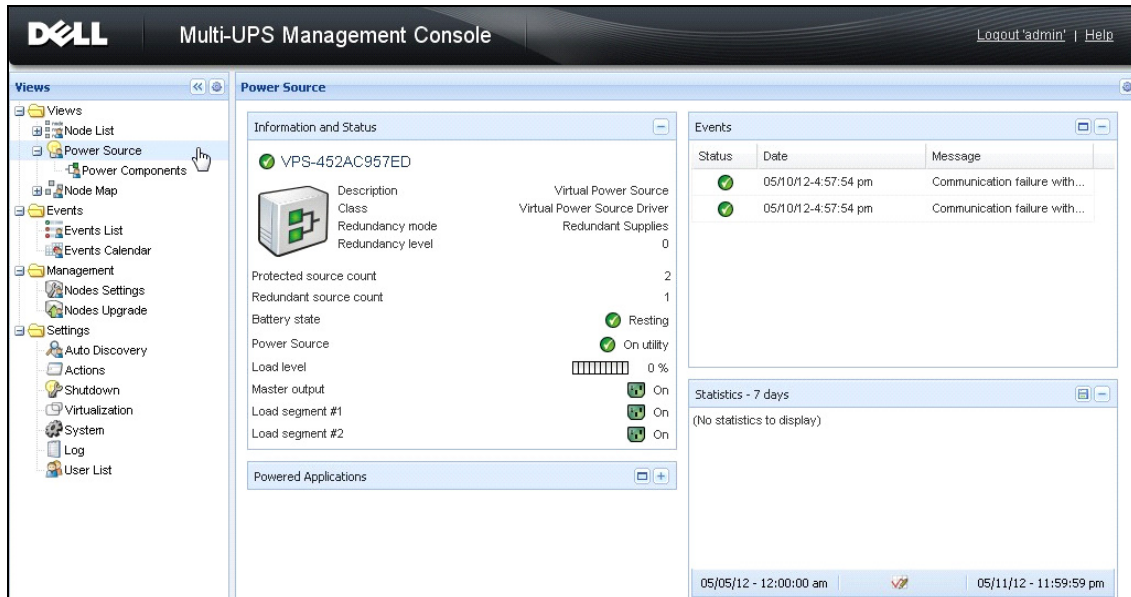 DELL
Multi-UPS Management Console
Logout 'admin' | Help
Views
Views
Node List
Power Source
Power Components
Node Map
Events
Events List
Events Calendar
Management
Nodes Settings
Nodes Upgrade
Settings
Auto Discovery
Actions
Shutdown
Virtualization
System
Log
User List
Power Source
Information and Status
VPS-452AC957ED
Description Virtual Power Source
Class Virtual Power Source Driver
Redundancy mode Redundant Supplies
Redundancy level 0
Protected source count 2
Redundant source count 1
Battery state Resting
Power Source On utility
Load level 0 %
Master output On
Load segment #1 On
Load segment #2 On
Powered Applications
Events
Status Date Message
05/10/12-4:57:54 pm Communication failure with...
05/10/12-4:57:54 pm Communication failure with...
Statistics - 7 days
(No statistics to display)
05/05/12 - 12:00:00 am 05/11/12 - 11:59:59 pm